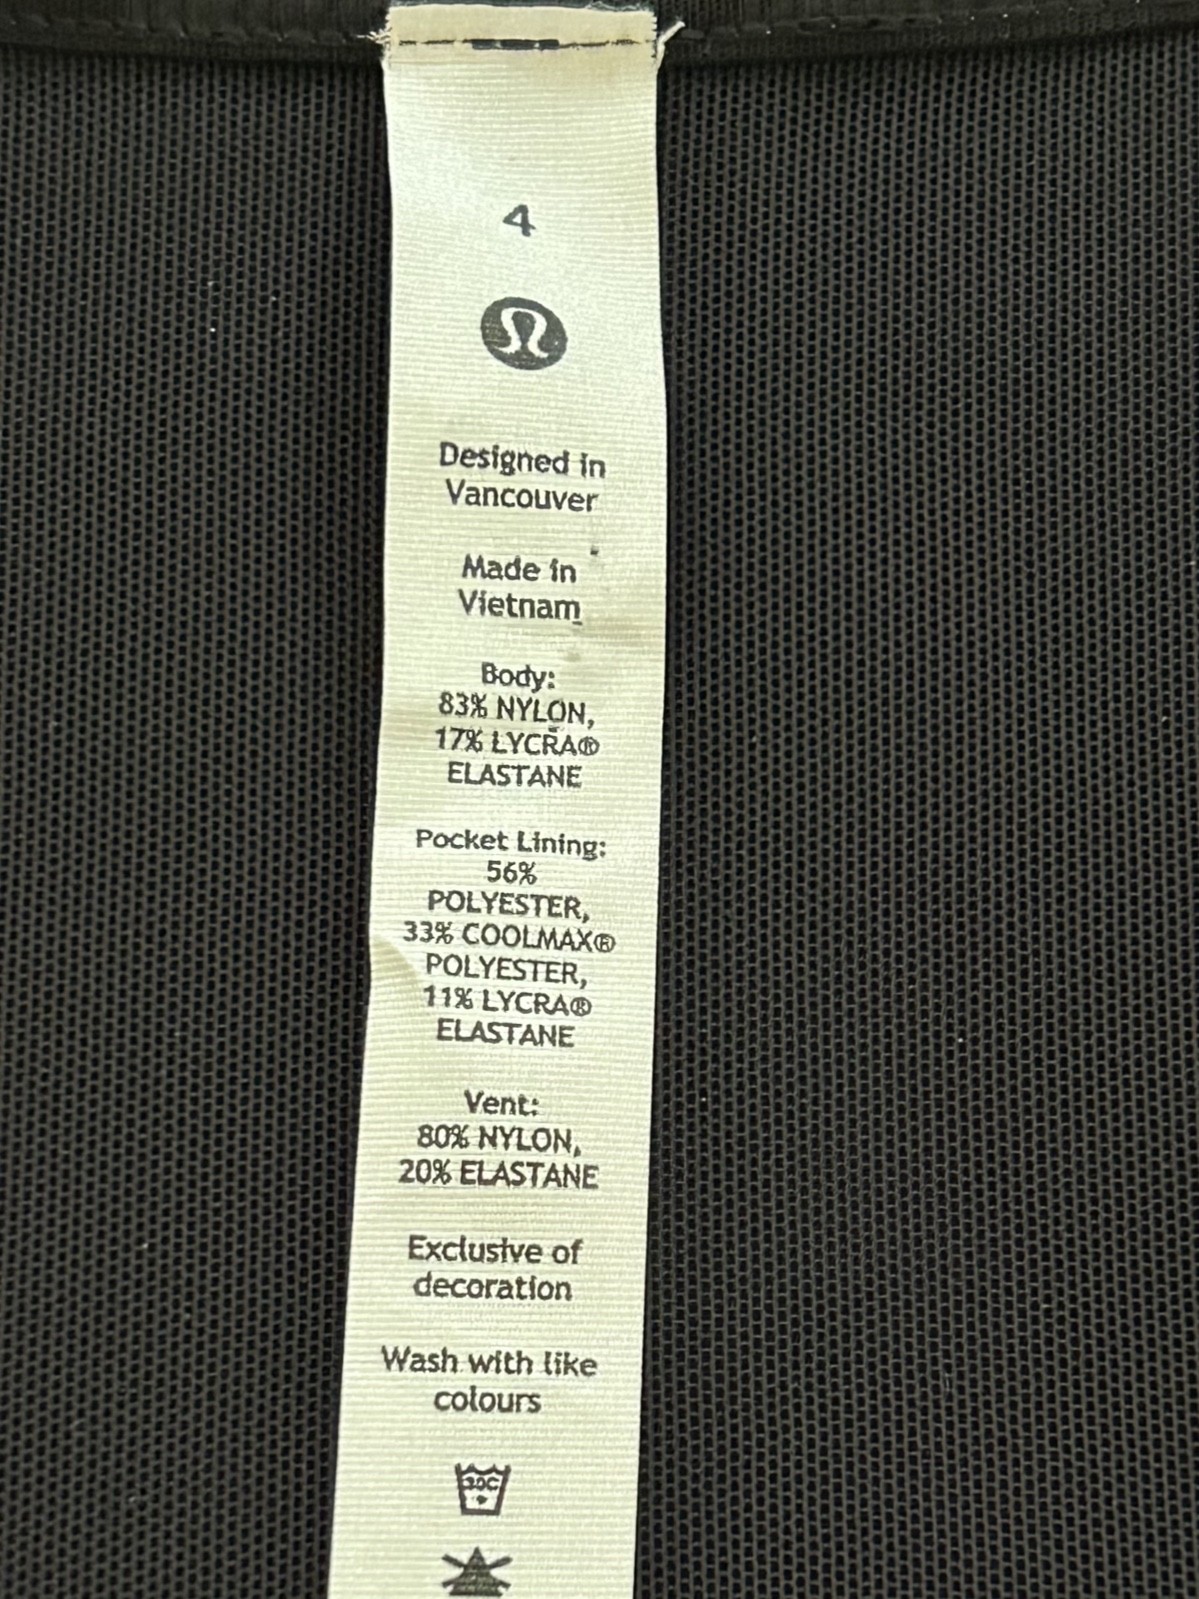 4
Designed in
Vancouver
Made in
Vietnam
Body:
83% NYLON,
17% LYCRA®
ELASTANE
Pocket Lining:
56%
POLYESTER,
33% COOLMAX®
POLYESTER,
11% LYCRA®
ELASTANE
Vent:
80% NYLON,
20% ELASTANE
Exclusive of
decoration
Wash with like
colours
30C